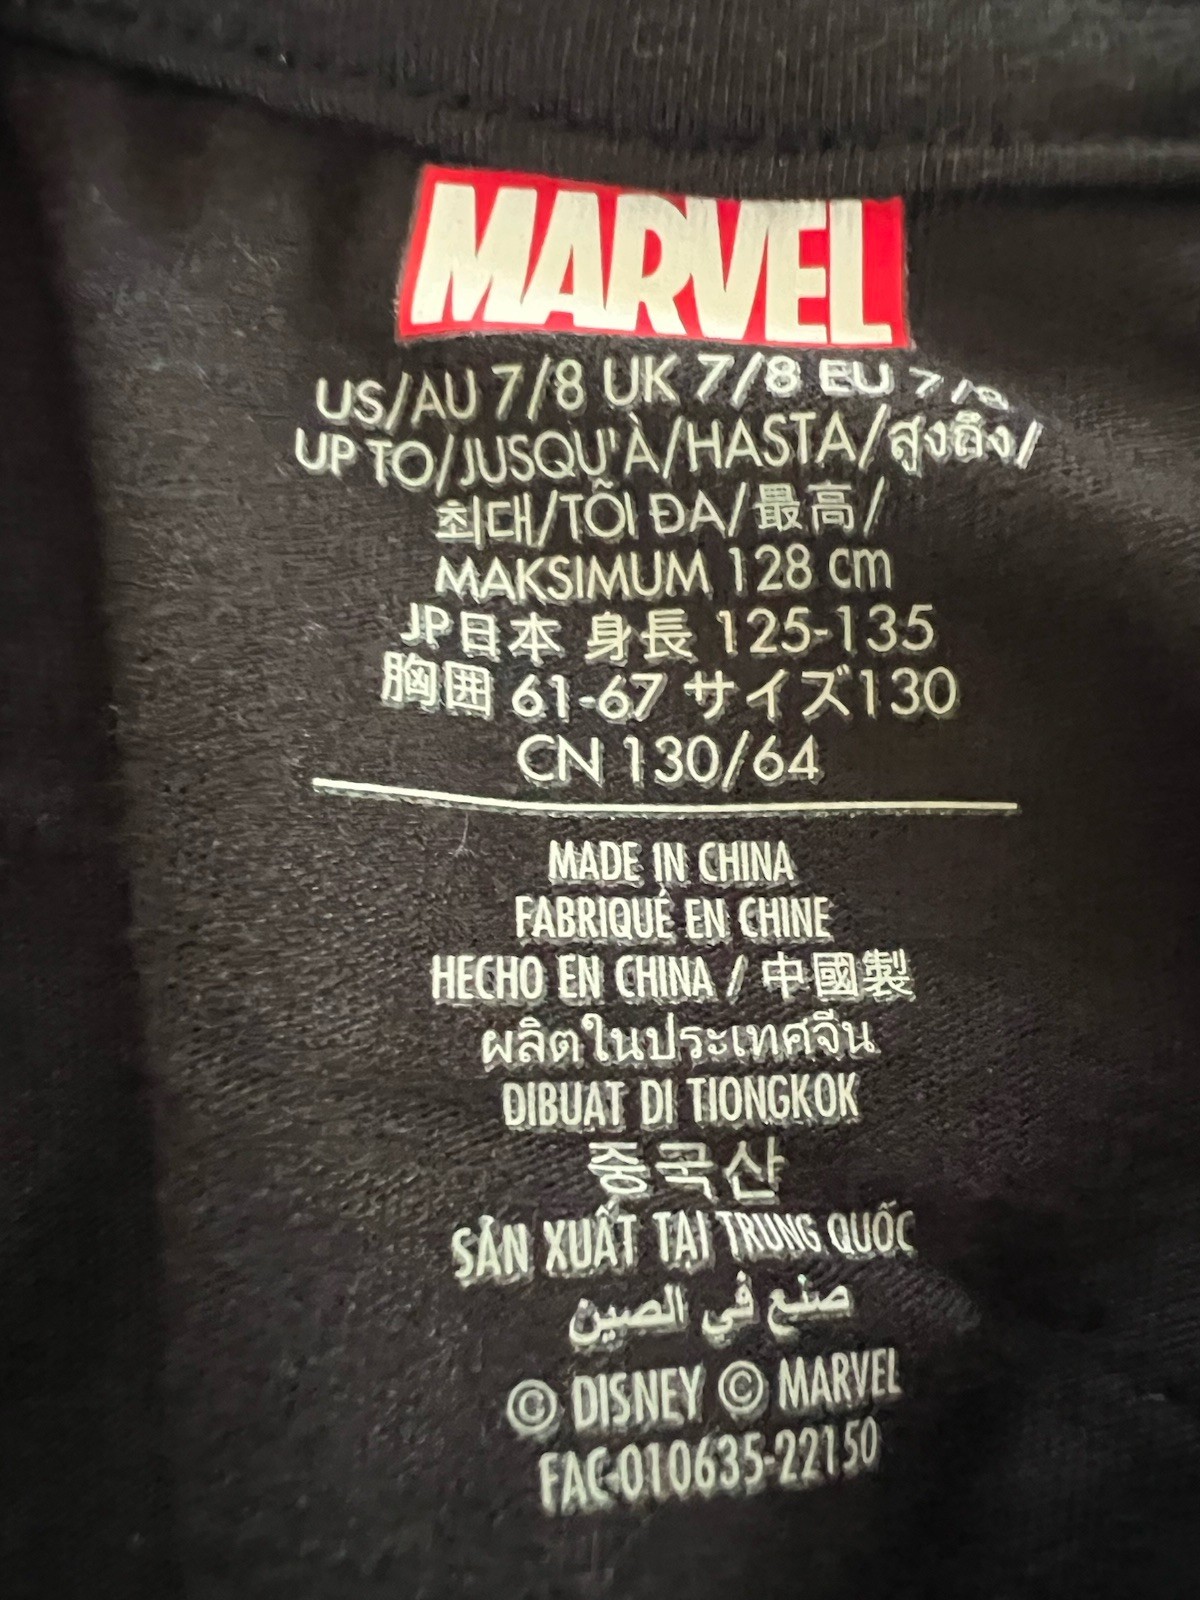 MARVEL
US/AU 7/8 UK 7/8 EU 7/8
UP TO/JUSQU'À/HASTA/สูงถึง/
최대/TỐI ĐA/最高/
MAKSIMUM 128 cm
JP日本 身長 125-135
胸囲 61-67 サイズ130
CN 130/64
MADE IN CHINA
FABRIQUÉ EN CHINE
HECHO EN CHINA / 中國製
ผลิตในประเทศจีน
DIBUAT DI TIONGKOK
중국산
SẢN XUẤT TẠI TRUNG QUỐC
صنع في الصين
© DISNEY © MARVEL
FAC-010635-22150